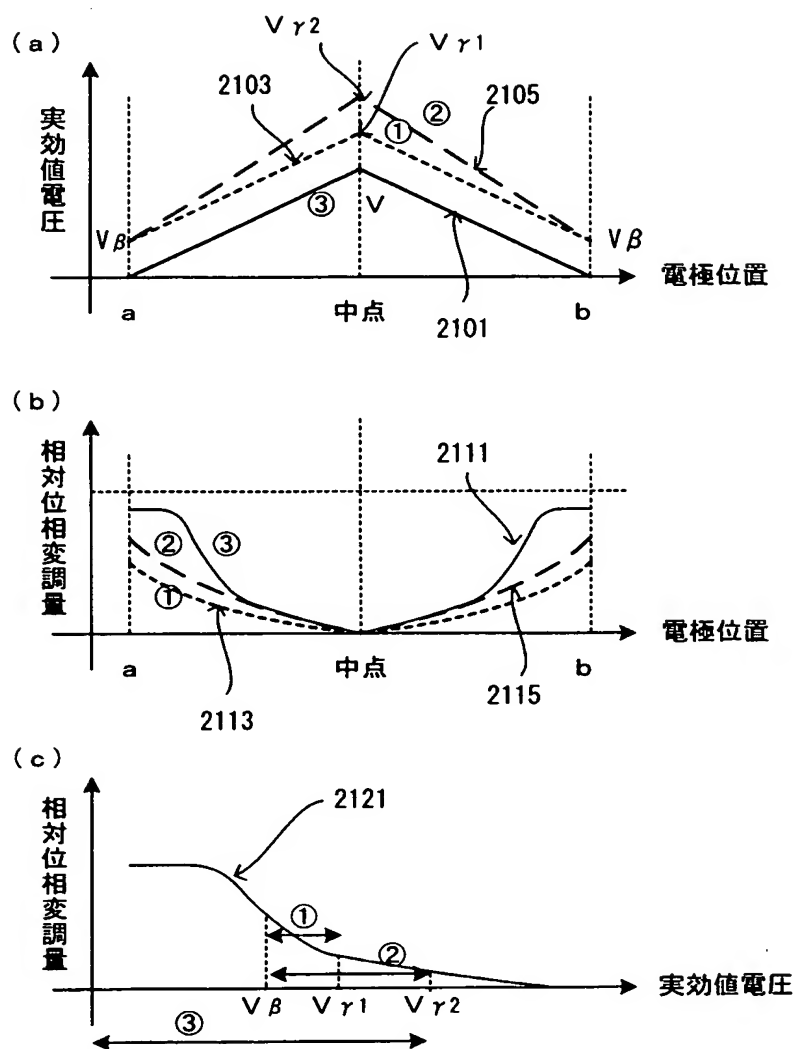 (a)
Vγ2
Vγ1
2103
2105
実効値電圧
②
①
Vβ
③
V
Vβ
電極位置
a
中点
b
2101
(b)
相対位相変調量
2111
②
③
①
電極位置
a
中点
b
2113
2115
(c)
相対位相変調量
2121
①
②
Vβ
Vγ1
Vγ2
実効値電圧
③